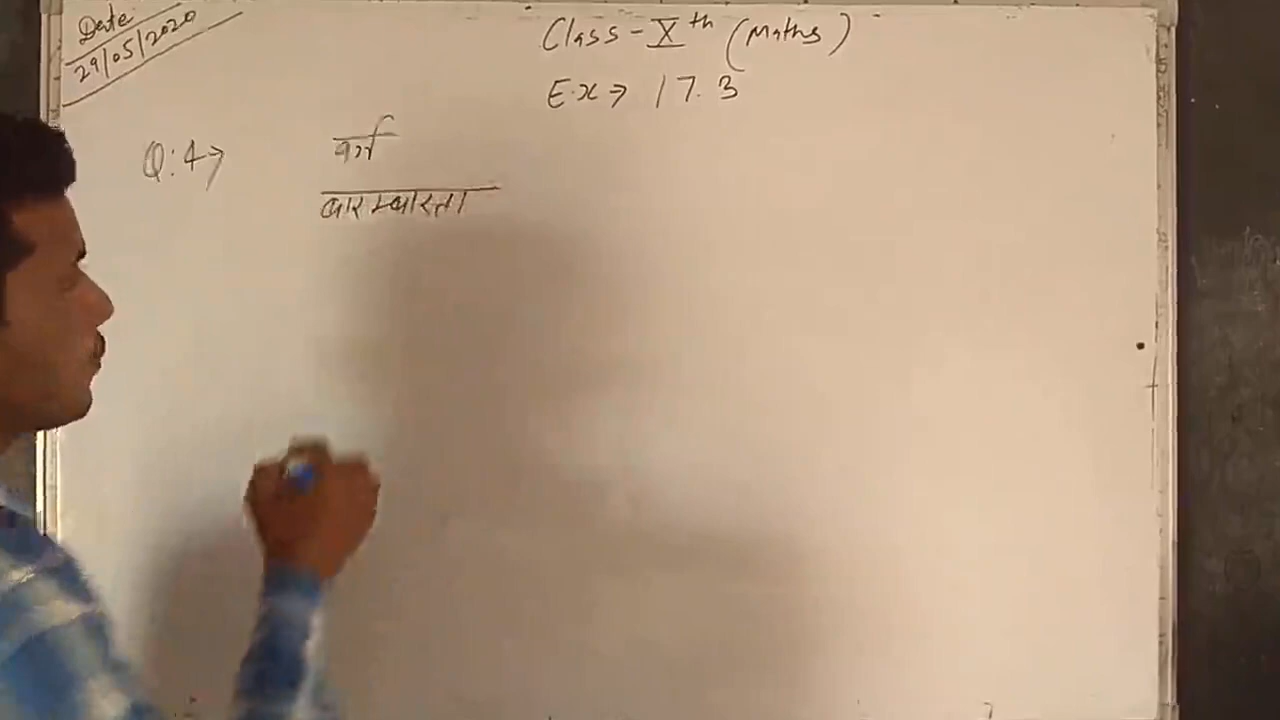 Date
29/05/2020
Class - Xth (Maths)
Ex → 17.3
Q:4→
वर्ग
बारम्बारता